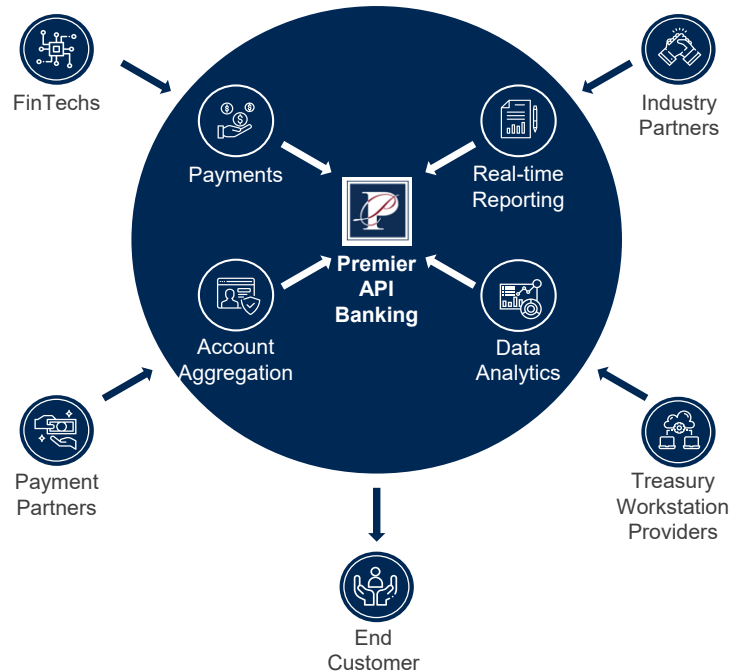 FinTechs
Industry
Partners
Payments
Real-time
Reporting
P
Premier
API
Banking
Account
Aggregation
Data
Analytics
Payment
Partners
Treasury
Workstation
Providers
End
Customer